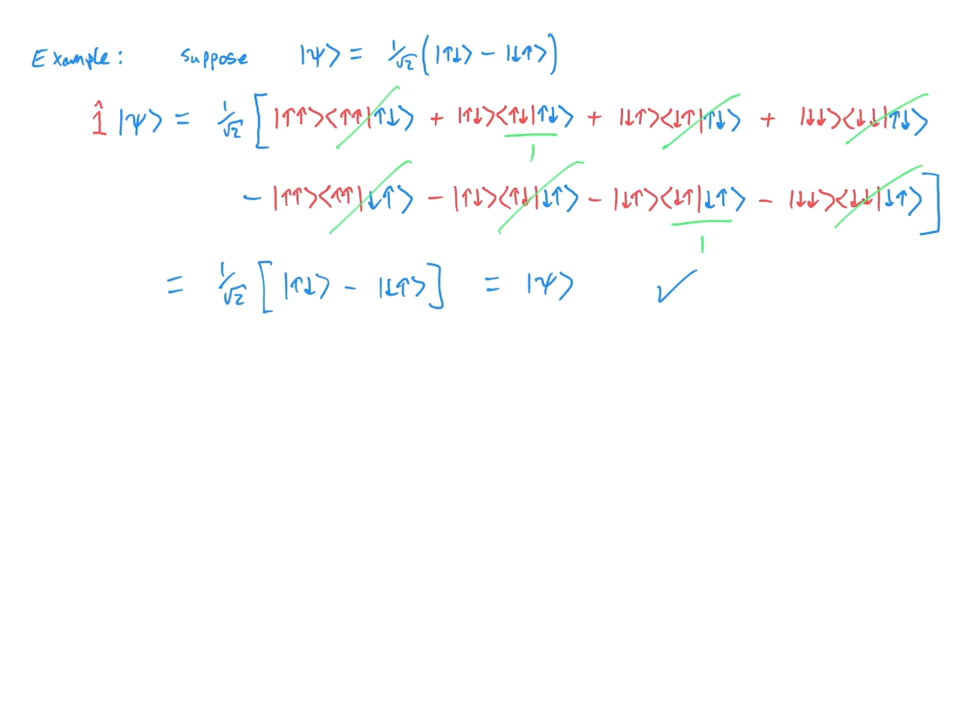 Example: suppose |ψ> = 1/√2 (|↑↓> - |↓↑>)
1̂ |ψ> = 1/√2 [ |↑↑><↑↑|↑↓> + |↑↓><↑↓|↑↓> + |↓↑><↓↑|↑↓> + |↓↓><↓↓|↑↓>
1
- |↑↑><↑↑|↓↑> - |↑↓><↑↓|↓↑> - |↓↑><↓↑|↓↑> - |↓↓><↓↓|↓↑> ]
1
= 1/√2 [ |↑↓> - |↓↑> ] = |ψ> ✓